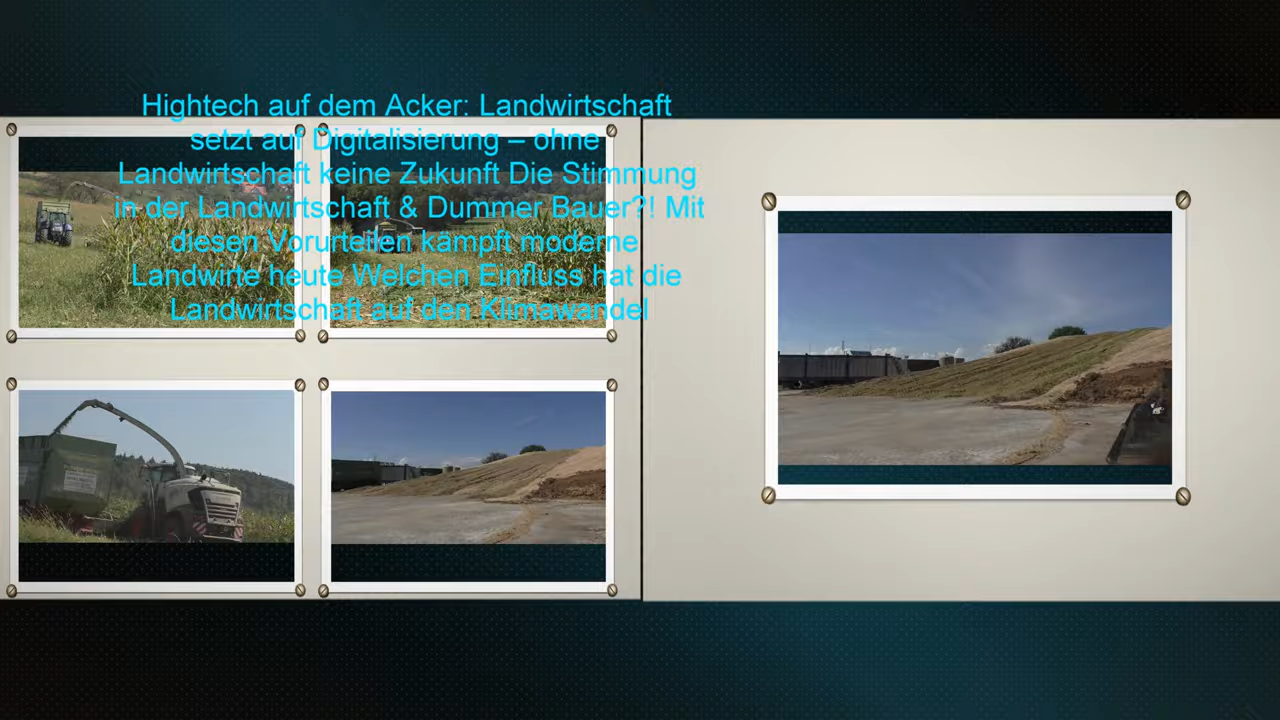 Hightech auf dem Acker: Landwirtschaft
setzt auf Digitalisierung – ohne
Landwirtschaft keine Zukunft Die Stimmung
in der Landwirtschaft & Dummer Bauer?! Mit
diesen Vorurteilen kämpft moderne
Landwirte heute Welchen Einfluss hat die
Landwirtschaft auf den Klimawandel